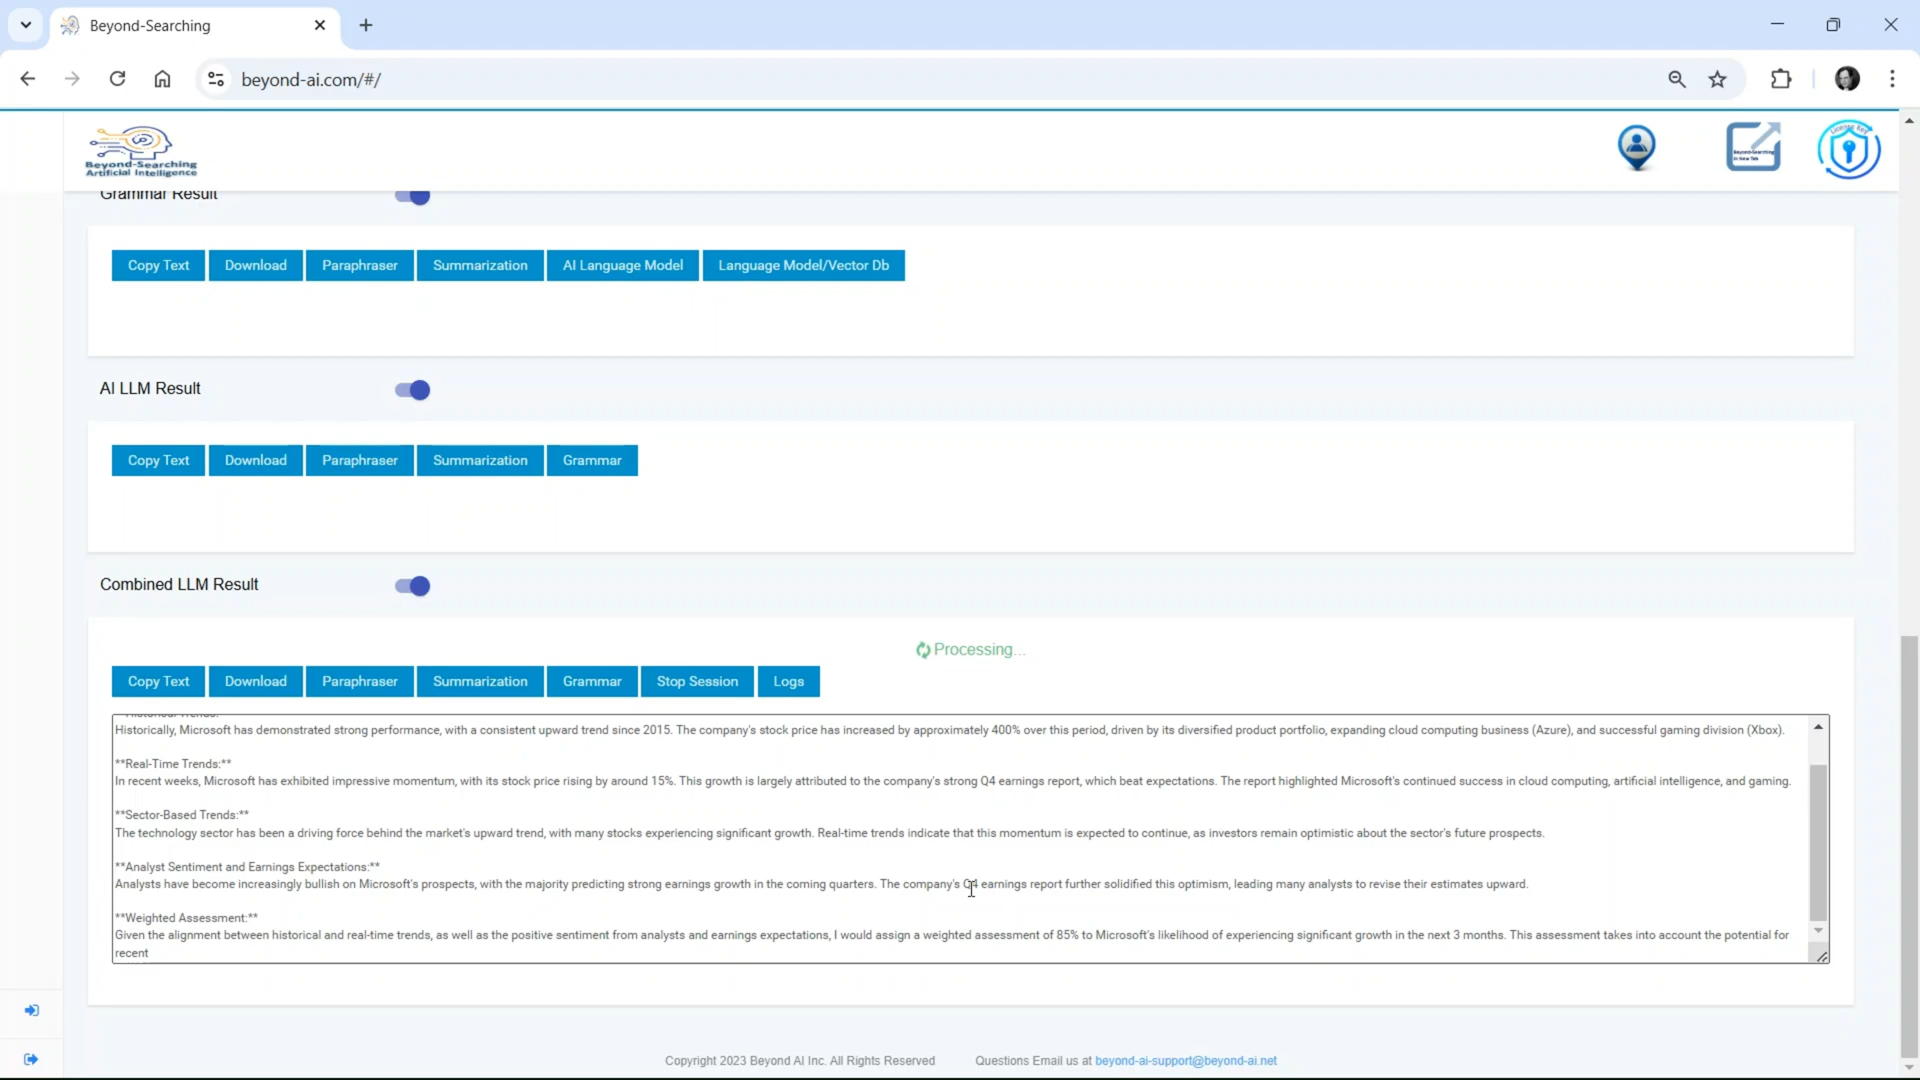 Beyond-Searching
beyond-ai.com/#/
Beyond-Searching
Artificial Intelligence
Beyond-Searching
in New Tab
License Key
Grammar Result
Copy Text Download Paraphraser Summarization AI Language Model Language Model/Vector Db
AI LLM Result
Copy Text Download Paraphraser Summarization Grammar
Combined LLM Result
Processing...
Copy Text Download Paraphraser Summarization Grammar Stop Session Logs
**Historical Trends:**
Historically, Microsoft has demonstrated strong performance, with a consistent upward trend since 2015. The company's stock price has increased by approximately 400% over this period, driven by its diversified product portfolio, expanding cloud computing business (Azure), and successful gaming division (Xbox).
**Real-Time Trends:**
In recent weeks, Microsoft has exhibited impressive momentum, with its stock price rising by around 15%. This growth is largely attributed to the company's strong Q4 earnings report, which beat expectations. The report highlighted Microsoft's continued success in cloud computing, artificial intelligence, and gaming.
**Sector-Based Trends:**
The technology sector has been a driving force behind the market's upward trend, with many stocks experiencing significant growth. Real-time trends indicate that this momentum is expected to continue, as investors remain optimistic about the sector's future prospects.
**Analyst Sentiment and Earnings Expectations:**
Analysts have become increasingly bullish on Microsoft's prospects, with the majority predicting strong earnings growth in the coming quarters. The company's Q4 earnings report further solidified this optimism, leading many analysts to revise their estimates upward.
**Weighted Assessment:**
Given the alignment between historical and real-time trends, as well as the positive sentiment from analysts and earnings expectations, I would assign a weighted assessment of 85% to Microsoft's likelihood of experiencing significant growth in the next 3 months. This assessment takes into account the potential for
recent
Copyright 2023 Beyond AI Inc. All Rights Reserved Questions Email us at beyond-ai-support@beyond-ai.net